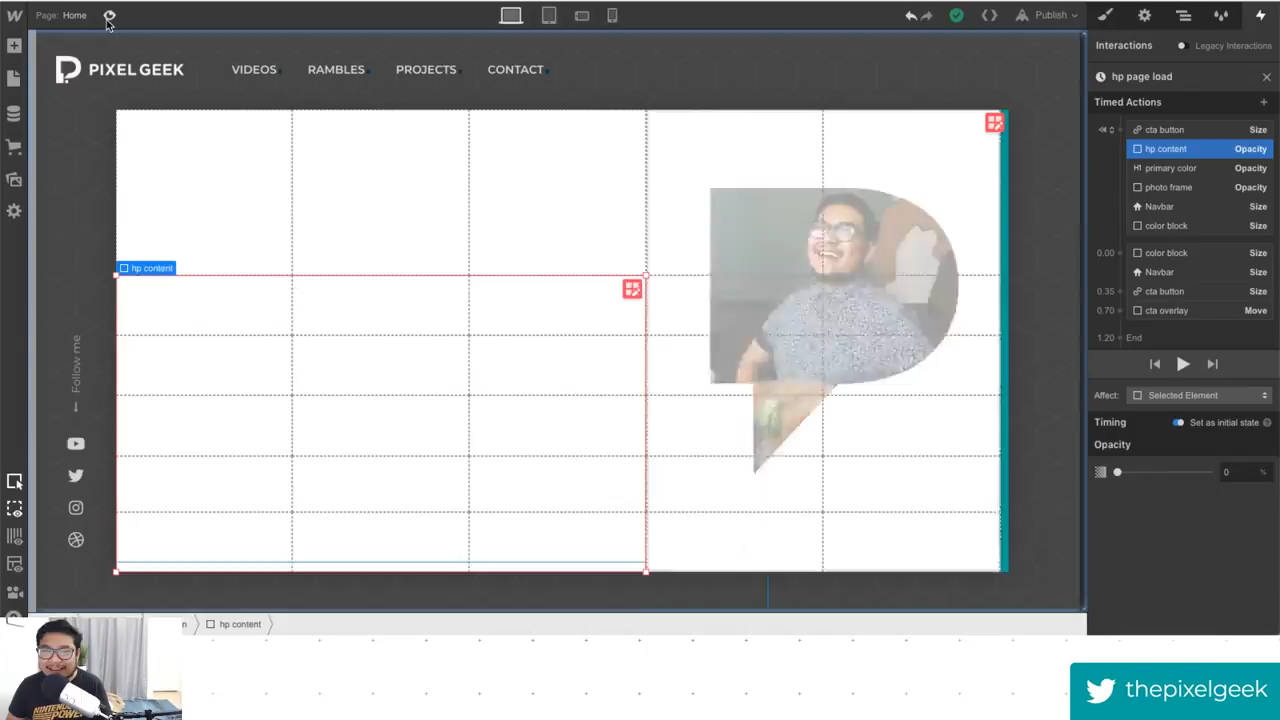 Page: Home
Publish
Interactions
Legacy Interactions
PIXEL GEEK
VIDEOS
RAMBLES
PROJECTS
CONTACT
hp page load
Timed Actions
cta button Size
hp content Opacity
primary color Opacity
photo frame Opacity
Navbar Size
color block Size
0.00 color block Size
Navbar Size
0.35 cta button Size
0.70 cta overlay Move
1.20 End
Affect: Selected Element
Timing Set as initial state
Opacity
0 %
hp content
Follow me
n hp content
NINTENDO
POWER
thepixelgeek